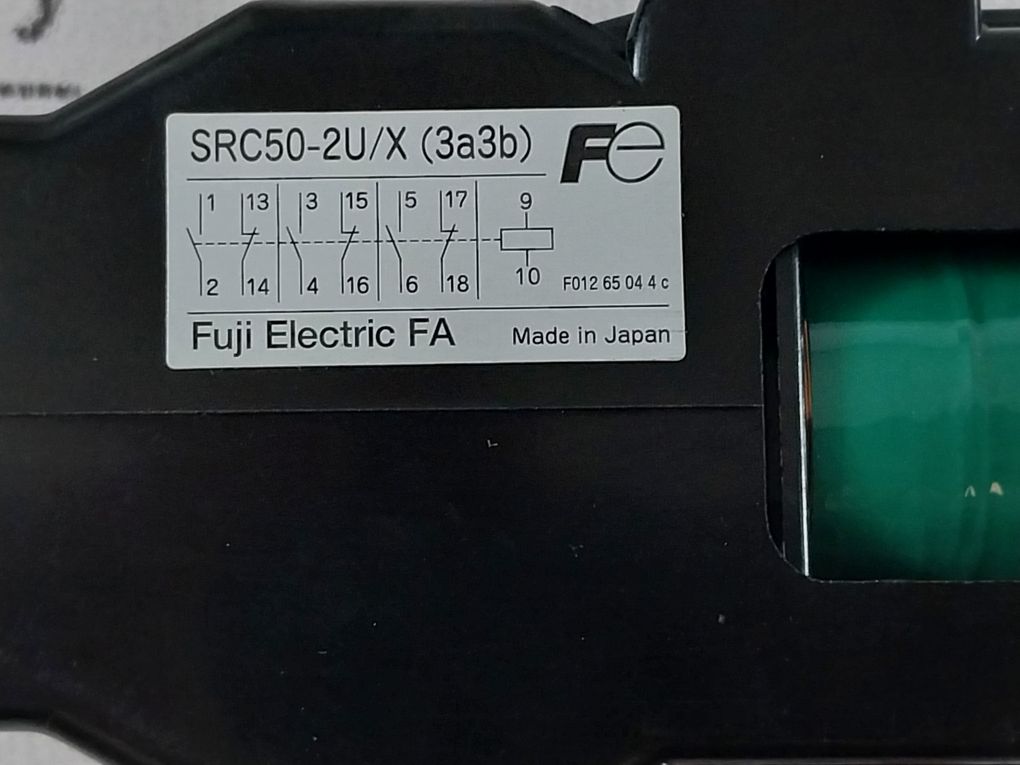 SRC50-2U/X (3a3b) Fe
1 13 3 15 5 17 9
2 14 4 16 6 18 10 F012 65 04 4 c
Fuji Electric FA Made in Japan